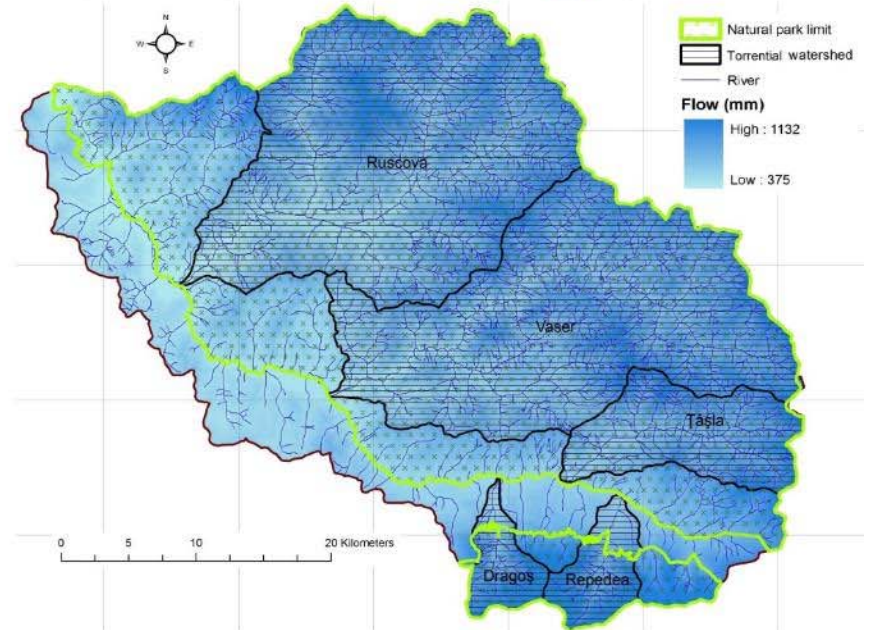 N
W E
S
Natural park limit
Torrential watershed
River
Flow (mm)
High : 1132
Low : 375
Ruscova
Vaser
Țâșla
0 5 10 20 Kilometers
Dragoș
Repedea